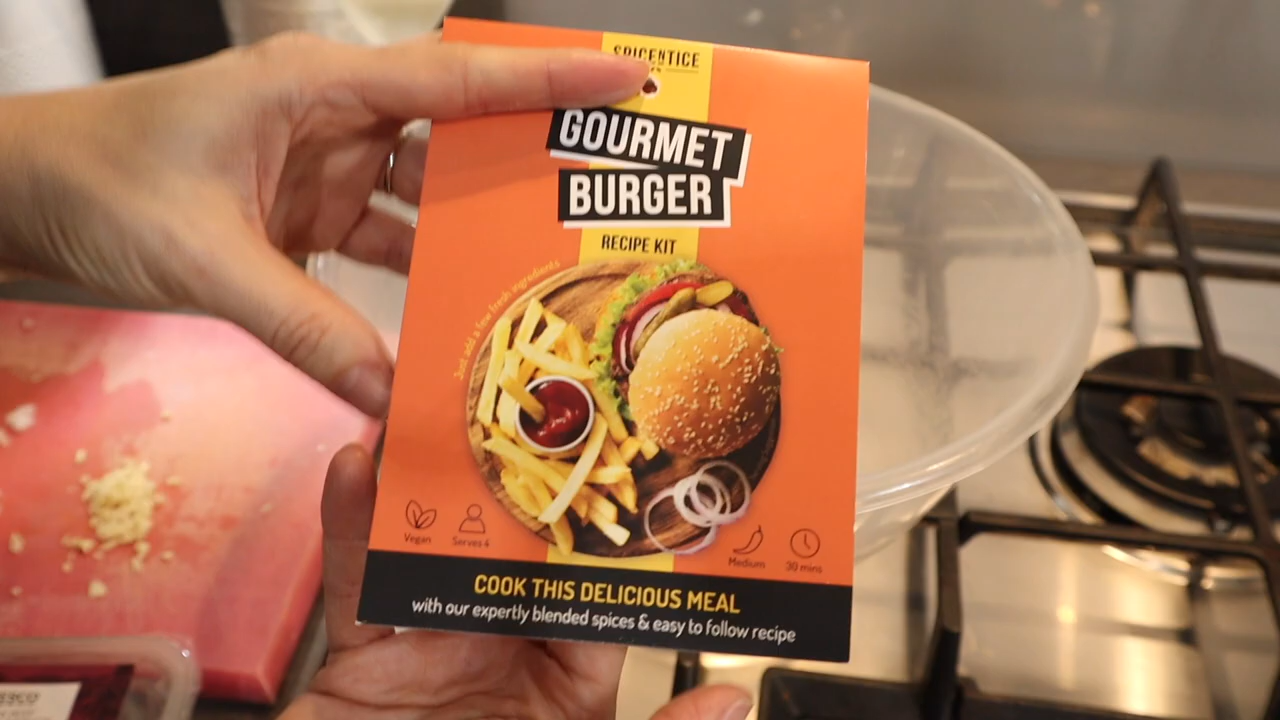 SPICENTICE
GOURMET
BURGER
RECIPE KIT
Just add a few fresh ingredients
Vegan
Serves 4
Medium
30 mins
COOK THIS DELICIOUS MEAL
with our expertly blended spices & easy to follow recipe
ESCO